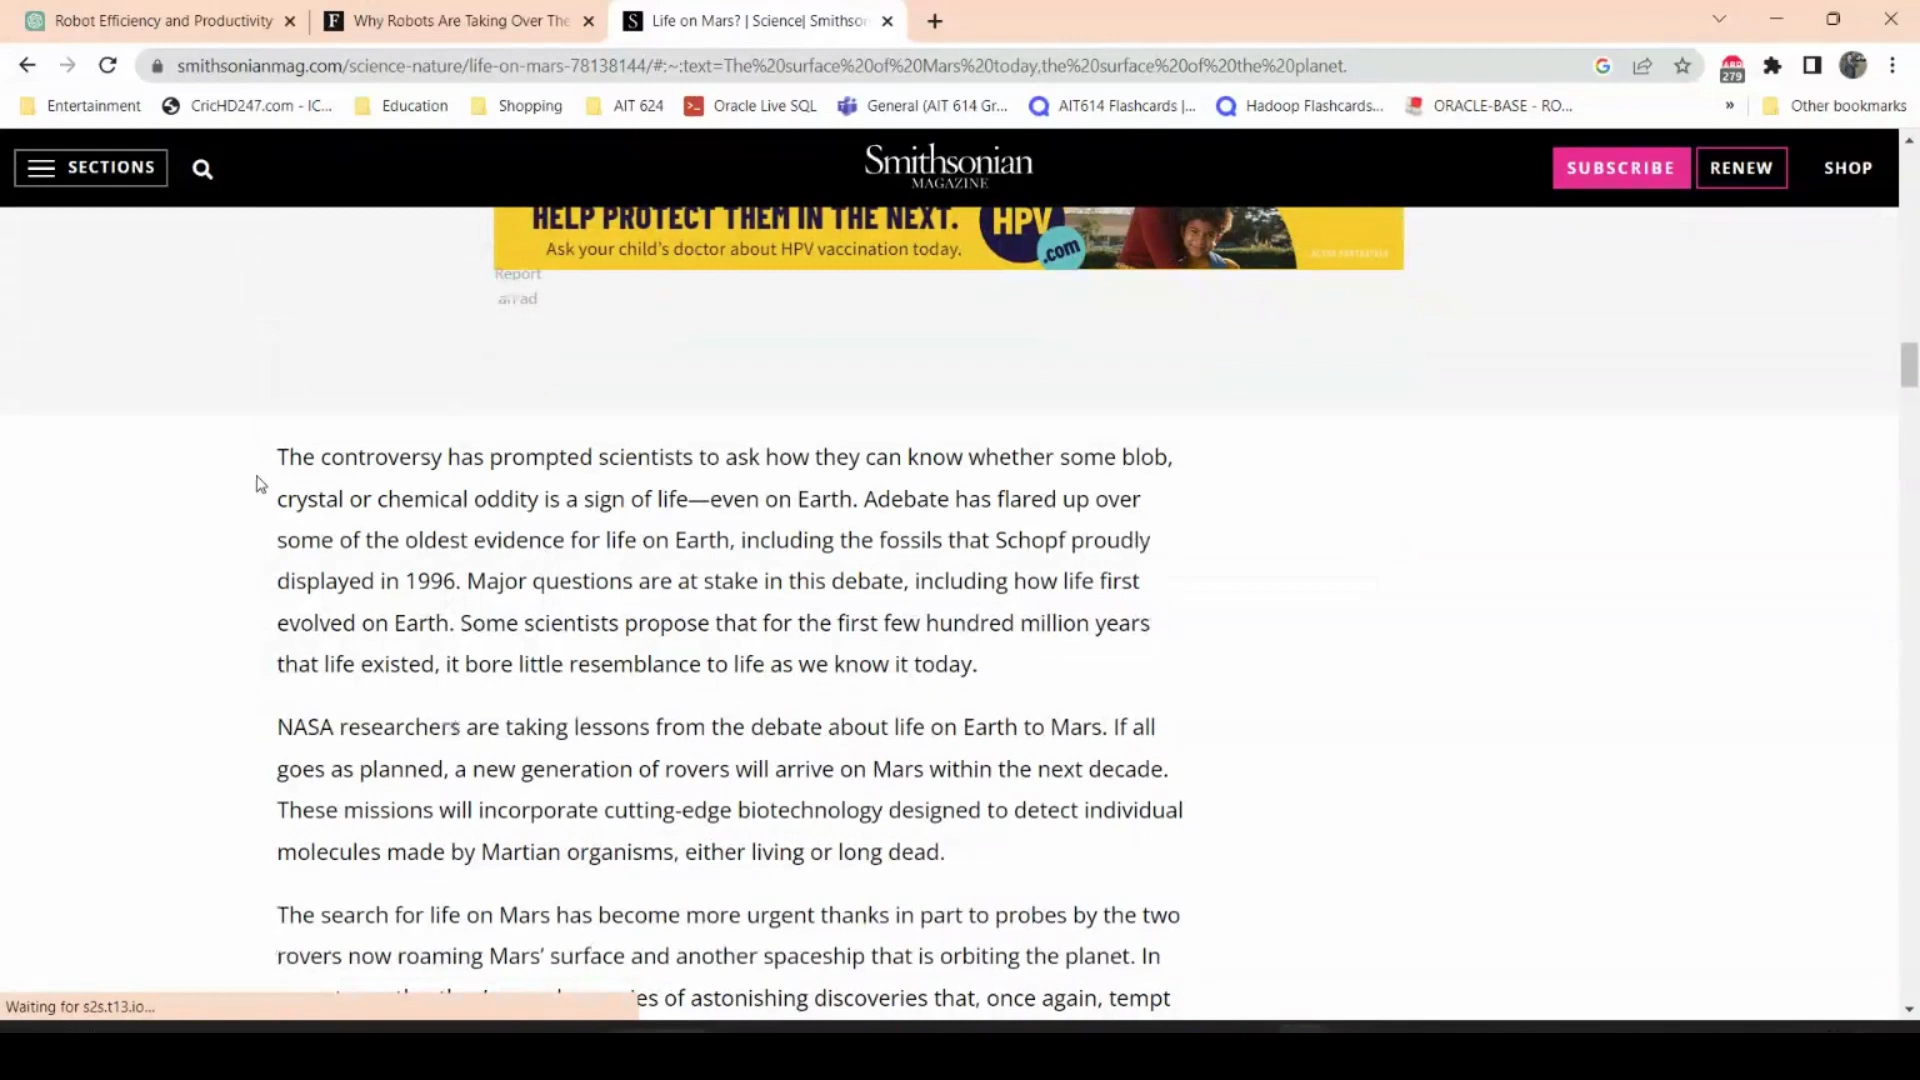 Robot Efficiency and Productivity
Why Robots Are Taking Over The
Life on Mars? | Science| Smithson
smithsonianmag.com/science-nature/life-on-mars-78138144/#:~:text=The%20surface%20of%20Mars%20today,the%20surface%20of%20the%20planet.
279
Entertainment
CricHD247.com - IC...
Education
Shopping
AIT 624
Oracle Live SQL
General (AIT 614 Gr...
AIT614 Flashcards |...
Hadoop Flashcards...
ORACLE-BASE - RO...
»
Other bookmarks
SECTIONS
Smithsonian
MAGAZINE
SUBSCRIBE
RENEW
SHOP
HELP PROTECT THEM IN THE NEXT.
Ask your child's doctor about HPV vaccination today.
HPV
.com
Report
an ad
The controversy has prompted scientists to ask how they can know whether some blob,
crystal or chemical oddity is a sign of life—even on Earth. Adebate has flared up over
some of the oldest evidence for life on Earth, including the fossils that Schopf proudly
displayed in 1996. Major questions are at stake in this debate, including how life first
evolved on Earth. Some scientists propose that for the first few hundred million years
that life existed, it bore little resemblance to life as we know it today.
NASA researchers are taking lessons from the debate about life on Earth to Mars. If all
goes as planned, a new generation of rovers will arrive on Mars within the next decade.
These missions will incorporate cutting-edge biotechnology designed to detect individual
molecules made by Martian organisms, either living or long dead.
The search for life on Mars has become more urgent thanks in part to probes by the two
rovers now roaming Mars' surface and another spaceship that is orbiting the planet. In
of astonishing discoveries that, once again, tempt
Waiting for s2s.t13.io...